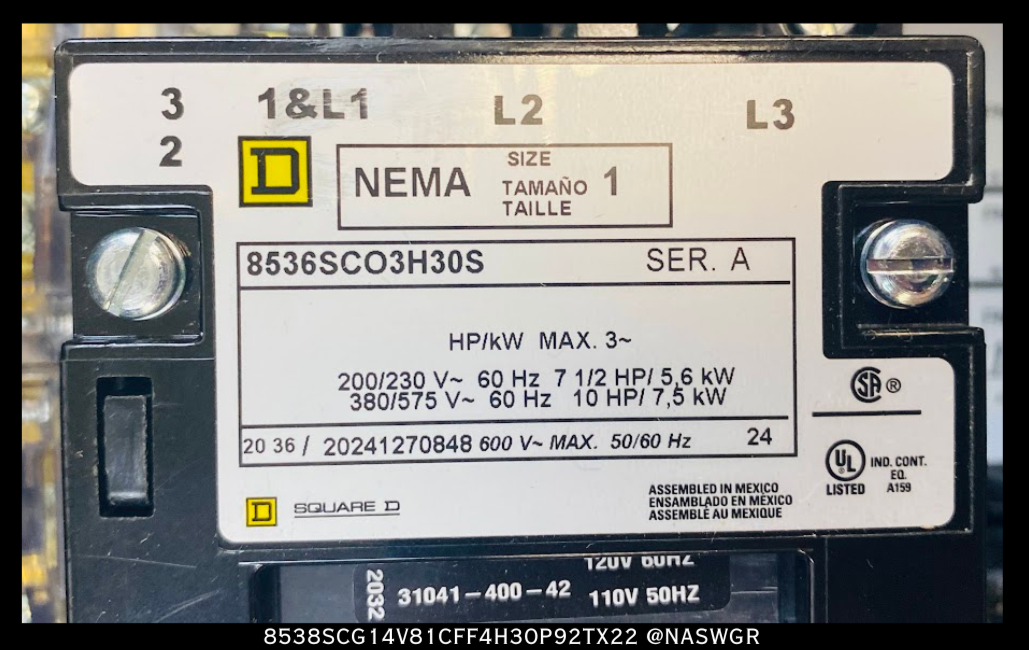 3 1&L1 L2 L3
2
D
NEMA
SIZE
TAMAÑO 1
TAILLE
8536SCO3H30S SER. A
HP/kW MAX. 3~
200/230 V~ 60 Hz 7 1/2 HP/ 5,6 kW
380/575 V~ 60 Hz 10 HP/ 7,5 kW
20 36 / 20241270848 600 V~ MAX. 50/60 Hz 24
SA ®
UL ®
LISTED
IND. CONT.
EQ.
A159
D SQUARE D
ASSEMBLED IN MEXICO
ENSAMBLADO EN MÉXICO
ASSEMBLÉ AU MEXIQUE
2032
31041-400-42
120V 60HZ
110V 50HZ
8538SCG14V81CFF4H3OP92TX22 @NASWGR